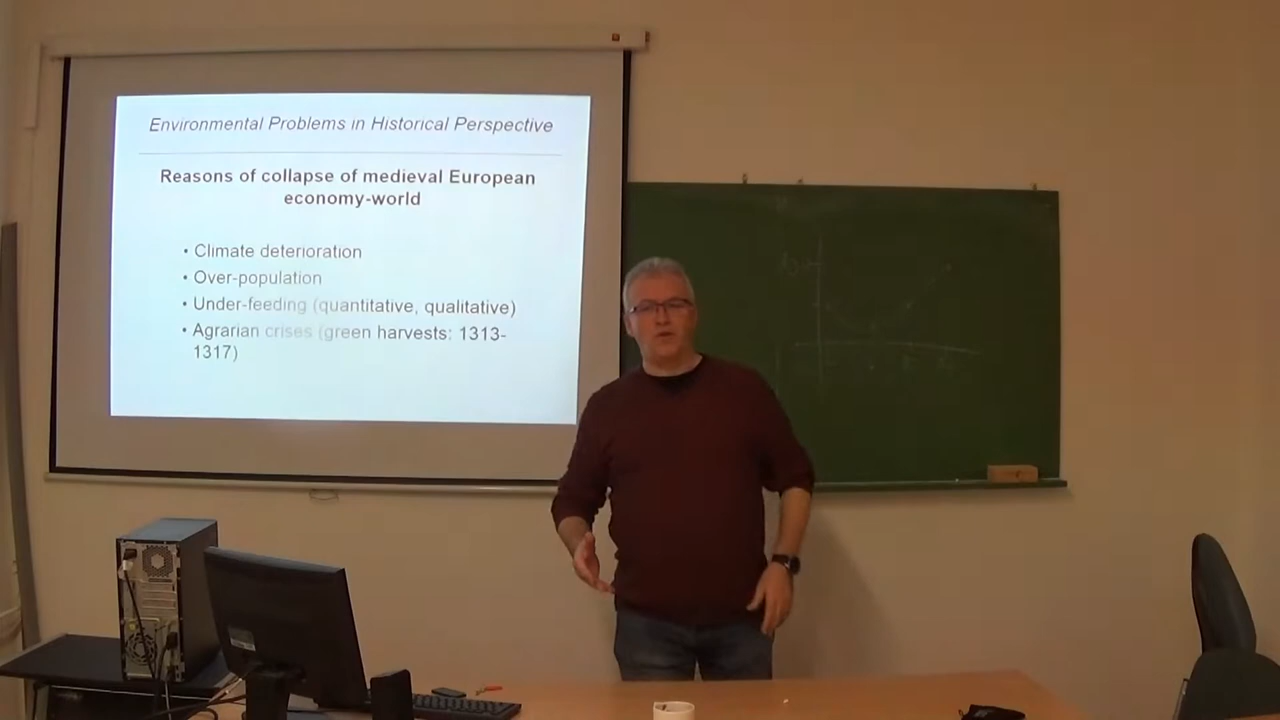 Environmental Problems in Historical Perspective
Reasons of collapse of medieval European
economy-world
• Climate deterioration
• Over-population
• Under-feeding (quantitative, qualitative)
• Agrarian crises (green harvests: 1313-
1317)